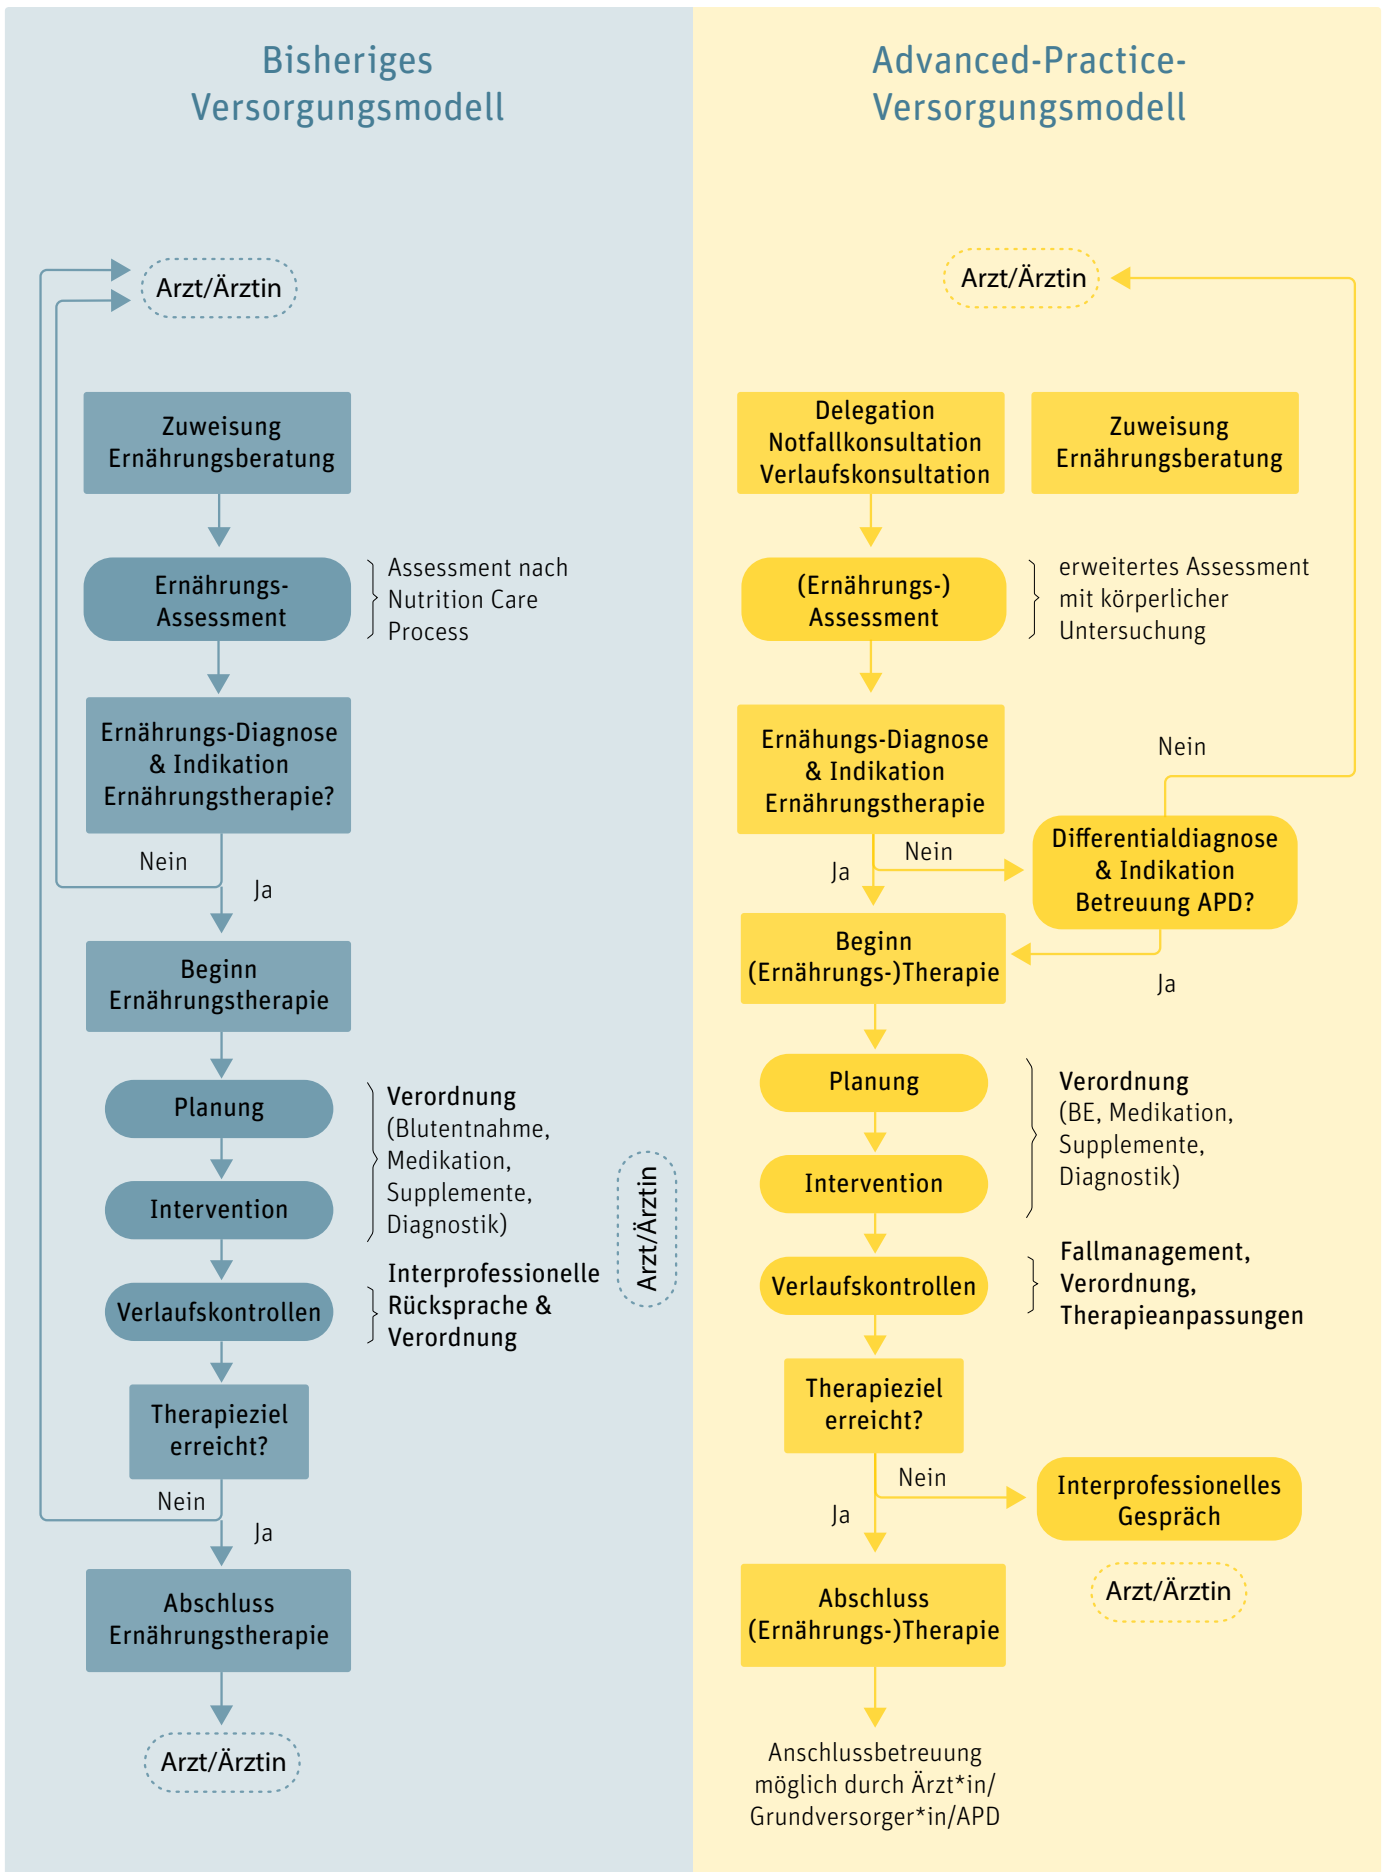 Bisheriges
Versorgungsmodell
Arzt/Ärztin
Zuweisung
Ernährungsberatung
Ernährungs-
Assessment
Assessment nach
Nutrition Care
Process
Ernährungs-Diagnose
& Indikation
Ernährungstherapie?
Nein
Ja
Beginn
Ernährungstherapie
Planung
Intervention
Verordnung
(Blutentnahme,
Medikation,
Supplemente,
Diagnostik)
Arzt/Ärztin
Verlaufskontrollen
Interprofessionelle
Rücksprache &
Verordnung
Therapieziel
erreicht?
Nein
Ja
Abschluss
Ernährungstherapie
Arzt/Ärztin
Advanced-Practice-
Versorgungsmodell
Arzt/Ärztin
Delegation
Notfallkonsultation
Verlaufskonsultation
Zuweisung
Ernährungsberatung
(Ernährungs-)
Assessment
erweitertes Assessment
mit körperlicher
Untersuchung
Ernähungs-Diagnose
& Indikation
Ernährungstherapie
Nein
Nein
Ja
Differentialdiagnose
& Indikation
Betreuung APD?
Ja
Beginn
(Ernährungs-)Therapie
Planung
Intervention
Verordnung
(BE, Medikation,
Supplemente,
Diagnostik)
Verlaufskontrollen
Fallmanagement,
Verordnung,
Therapieanpassungen
Therapieziel
erreicht?
Nein
Ja
Interprofessionelles
Gespräch
Arzt/Ärztin
Abschluss
(Ernährungs-)Therapie
Anschlussbetreuung
möglich durch Ärzt*in/
Grundversorger*in/APD